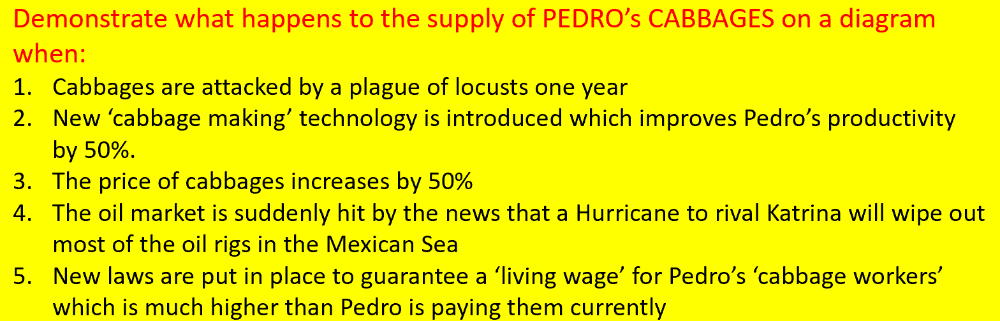 Demonstrate what happens to the supply of PEDRO’s CABBAGES on a diagram
when:
1. Cabbages are attacked by a plague of locusts one year
2. New ‘cabbage making’ technology is introduced which improves Pedro’s productivity
by 50%.
3. The price of cabbages increases by 50%
4. The oil market is suddenly hit by the news that a Hurricane to rival Katrina will wipe out
most of the oil rigs in the Mexican Sea
5. New laws are put in place to guarantee a ‘living wage’ for Pedro’s ‘cabbage workers’
which is much higher than Pedro is paying them currently